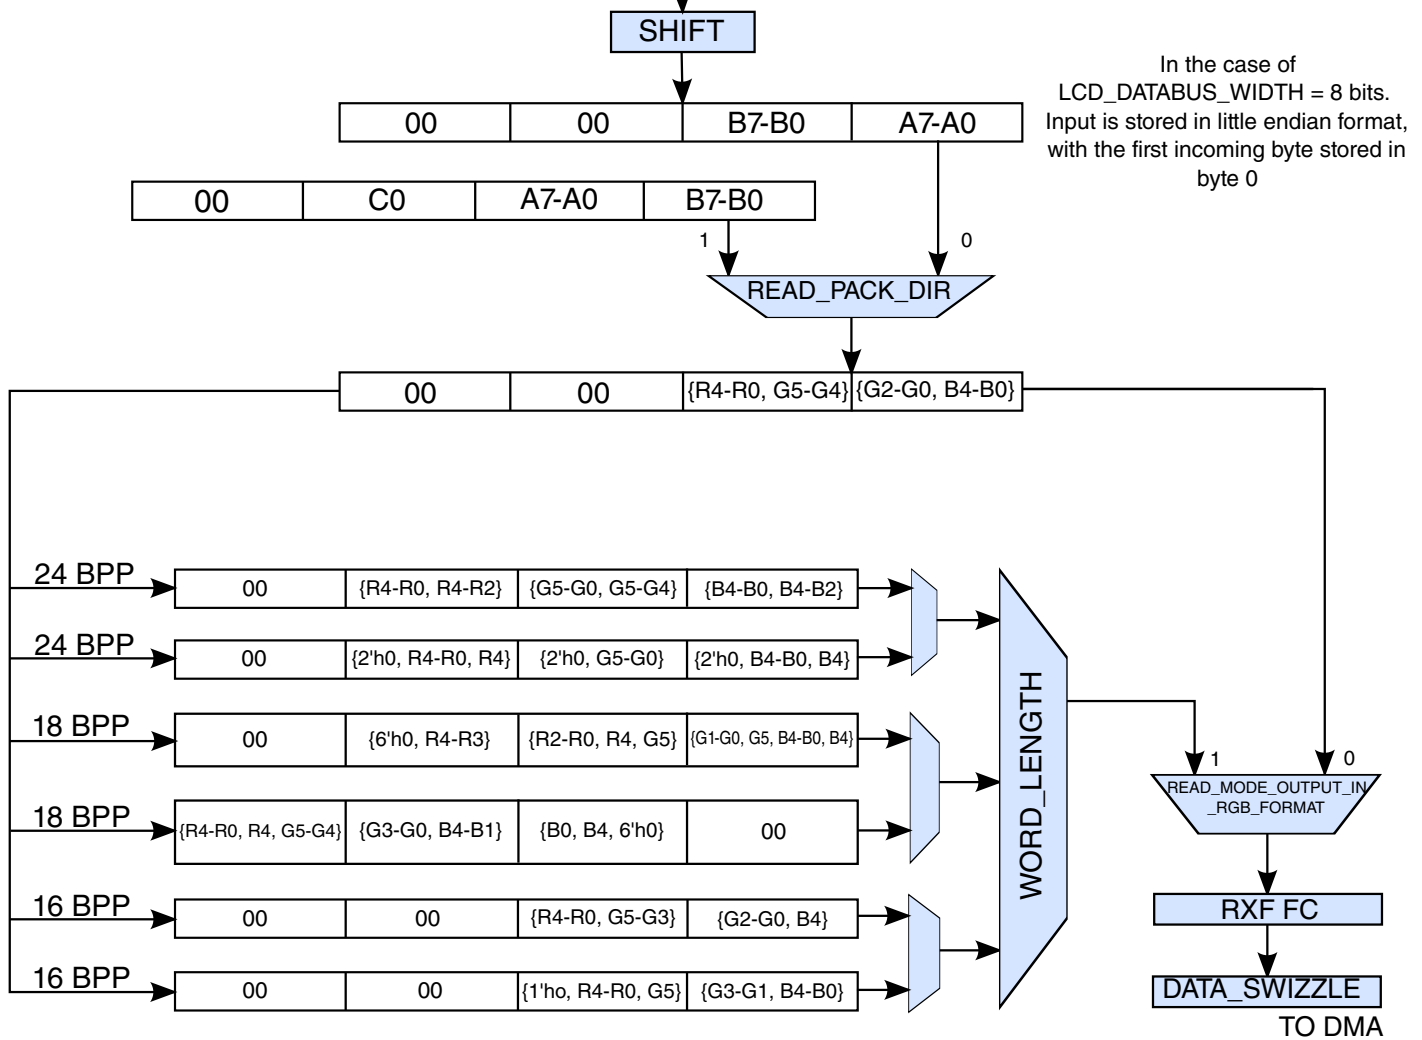 SHIFT
In the case of
LCD_DATABUS_WIDTH = 8 bits.
Input is stored in little endian format,
with the first incoming byte stored in
byte 0
00 00 B7-B0 A7-A0
00 C0 A7-A0 B7-B0
1 0
READ_PACK_DIR
00 00 {R4-R0, G5-G4} {G2-G0, B4-B0}
24 BPP 00 {R4-R0, R4-R2} {G5-G0, G5-G4} {B4-B0, B4-B2}
24 BPP 00 {2'h0, R4-R0, R4} {2'h0, G5-G0} {2'h0, B4-B0, B4}
18 BPP 00 {6'h0, R4-R3} {R2-R0, R4, G5} {G1-G0, G5, B4-B0, B4}
18 BPP {R4-R0, R4, G5-G4} {G3-G0, B4-B1} {B0, B4, 6'h0} 00
16 BPP 00 00 {R4-R0, G5-G3} {G2-G0, B4}
16 BPP 00 00 {1'ho, R4-R0, G5} {G3-G1, B4-B0}
WORD_LENGTH
1 0
READ_MODE_OUTPUT_IN
_RGB_FORMAT
RXF FC
DATA_SWIZZLE
TO DMA